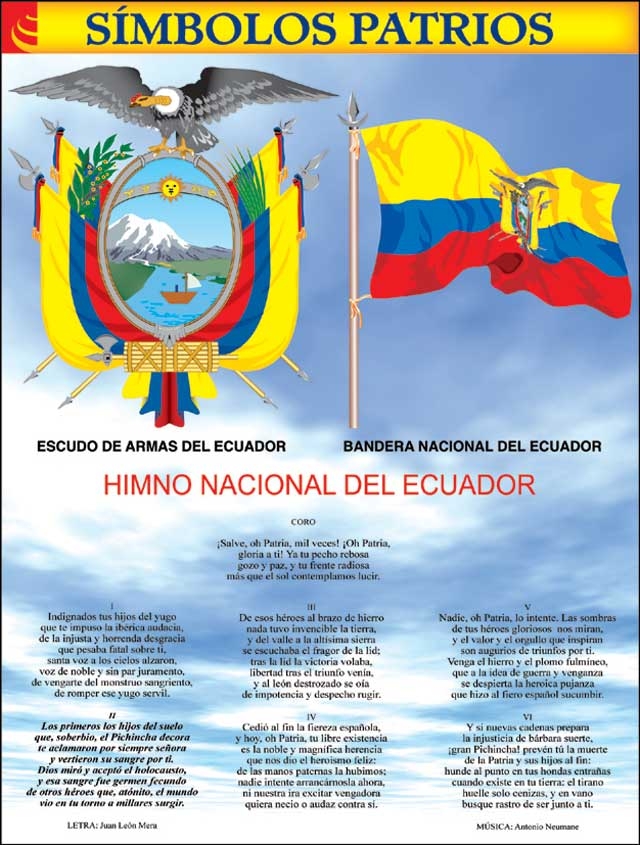 SÍMBOLOS PATRIOS
ESCUDO DE ARMAS DEL ECUADOR
BANDERA NACIONAL DEL ECUADOR
HIMNO NACIONAL DEL ECUADOR
CORO
¡Salve, oh Patria, mil veces! ¡Oh Patria,
gloria a ti! Ya tu pecho rebosa
gozo y paz, y tu frente radiosa
más que el sol contemplamos lucir.
I
Indignados tus hijos del yugo
que te impuso la ibérica audacia,
de la injusta y horrenda desgracia
que pesaba fatal sobre ti,
santa voz a los cielos alzaron,
voz de noble y sin par juramento,
de vengarte del monstruo sangriento,
de romper ese yugo servil.
II
Los primeros los hijos del suelo
que, soberbio, el Pichincha decora
te aclamaron por siempre señora
y vertieron su sangre por ti.
Dios miró y aceptó el holocausto,
y esa sangre fue germen fecundo
de otros héroes que, atónito, el mundo
vio en tu torno a millares surgir.
III
De esos héroes al brazo de hierro
nada tuvo invencible la tierra,
y del valle a la altísima sierra
se escuchaba el fragor de la lid;
tras la lid la victoria volaba,
libertad tras el triunfo venía,
y al león destrozado se oía
de impotencia y despecho rugir.
IV
Cedió al fin la fiereza española,
y hoy, oh Patria, tu libre existencia
es la noble y magnífica herencia
que nos dio el heroísmo feliz:
de las manos paternas la hubimos;
nadie intente arrancárnosla ahora,
ni nuestra ira excitar vengadora
quiera necio o audaz contra sí.
V
Nadie, oh Patria, lo intente. Las sombras
de tus héroes gloriosos nos miran,
y el valor y el orgullo que inspiran
son augurios de triunfos por ti.
Venga el hierro y el plomo fulmíneo,
que a la idea de guerra y venganza
se despierta la heroica pujanza
que hizo al fiero español sucumbir.
VI
Y si nuevas cadenas prepara
la injusticia de bárbara suerte,
¡gran Pichincha! prevén tú la muerte
de la Patria y sus hijos al fin:
hunde al punto en tus hondas entrañas
cuando existe en tu tierra; el tirano
huelle solo cenizas, y en vano
busque rastro de ser junto a ti.
LETRA: Juan León Mera
MÚSICA: Antonio Neumane